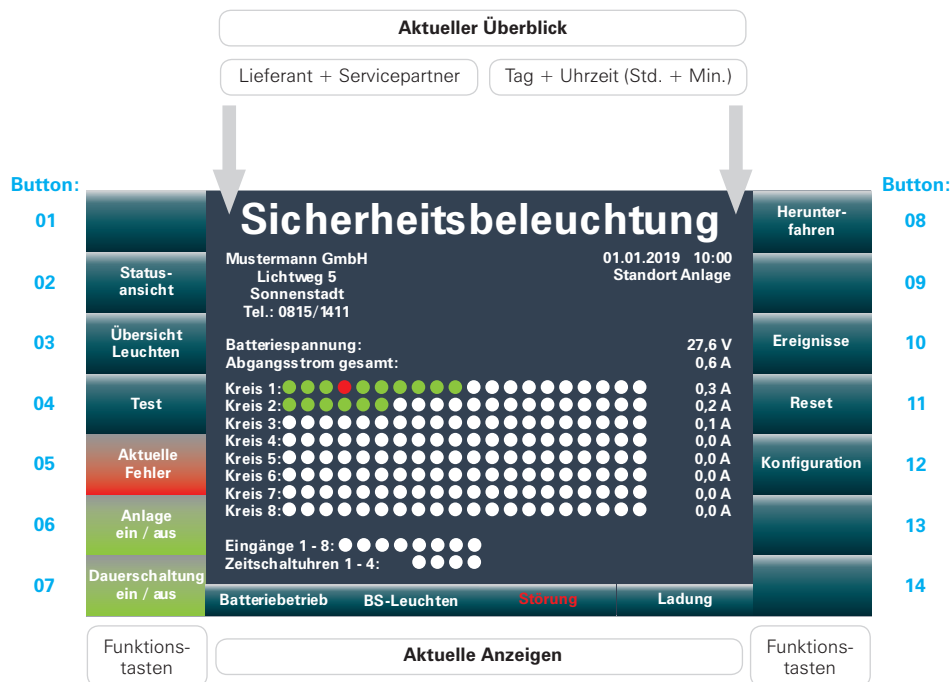 Aktueller Überblick
Lieferant + Servicepartner
Tag + Uhrzeit (Std. + Min.)
Button:
Button:
01
02
03
04
05
06
07
Status-
ansicht
Übersicht
Leuchten
Test
Aktuelle
Fehler
Anlage
ein / aus
Dauerschaltung
ein / aus
Sicherheitsbeleuchtung
Mustermann GmbH
Lichtweg 5
Sonnenstadt
Tel.: 0815/1411
01.01.2019 10:00
Standort Anlage
Batteriespannung: 27,6 V
Abgangsstrom gesamt: 0,6 A
Kreis 1: 0,3 A
Kreis 2: 0,2 A
Kreis 3: 0,1 A
Kreis 4: 0,0 A
Kreis 5: 0,0 A
Kreis 6: 0,0 A
Kreis 7: 0,0 A
Kreis 8: 0,0 A
Eingänge 1 - 8:
Zeitschaltuhren 1 - 4:
Batteriebetrieb BS-Leuchten Störung Ladung
Herunter-
fahren
Ereignisse
Reset
Konfiguration
08
09
10
11
12
13
14
Funktions-
tasten
Aktuelle Anzeigen
Funktions-
tasten